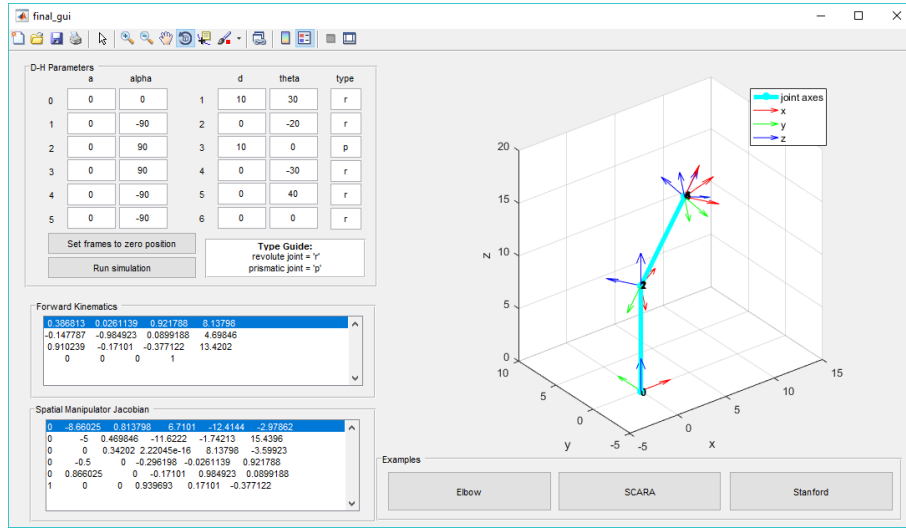 final_gui
D-H Parameters
a alpha d theta type
0 0 0 1 10 30 r
1 0 -90 2 0 -20 r
2 0 90 3 10 0 p
3 0 90 4 0 -30 r
4 0 -90 5 0 40 r
5 0 -90 6 0 0 r
Set frames to zero position
Run simulation
Type Guide:
revolute joint = 'r'
prismatic joint = 'p'
Forward Kinematics
0.386813 0.0261139 0.921788 8.13798
-0.147787 -0.984923 0.0899188 4.69846
0.910239 -0.17101 -0.377122 13.4202
0 0 0 1
Spatial Manipulator Jacobian
0 -8.66025 0.813798 6.7101 -12.4144 -2.97862
0 -5 0.469846 -11.6222 -1.74213 15.4396
0 0 0.34202 2.22045e-16 8.13798 -3.59923
0 -0.5 0 -0.296198 -0.0261139 0.921788
0 0.866025 0 -0.17101 0.984923 0.0899188
1 0 0 0.939693 0.17101 -0.377122
joint axes
x
y
z
20
15
10
5
0
z
10
5
0
-5
y
-5
0
5
10
15
x
0
2
Examples
Elbow
SCARA
Stanford